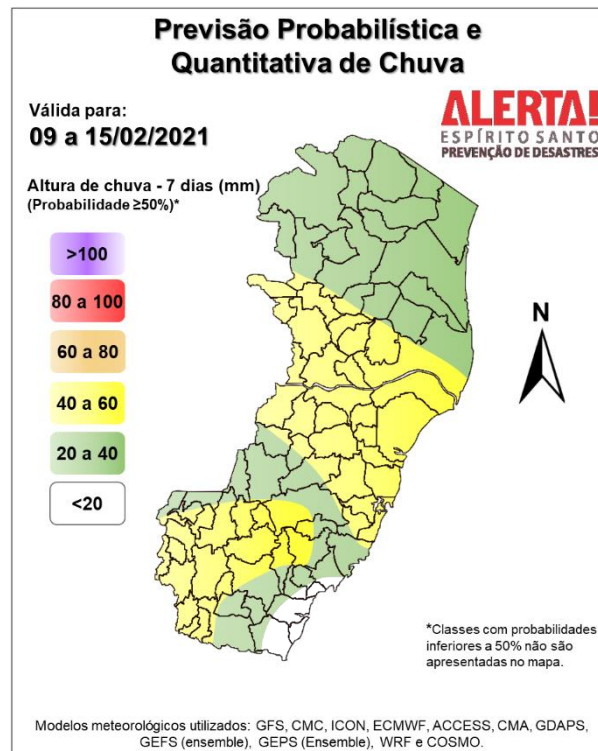 Previsão Probabilística e
Quantitativa de Chuva
Válida para:
09 a 15/02/2021
ALERTA!
ESPÍRITO SANTO
PREVENÇÃO DE DESASTRES
Altura de chuva - 7 dias (mm)
(Probabilidade ≥50%)*
>100
80 a 100
60 a 80
40 a 60
20 a 40
<20
N
*Classes com probabilidades
inferiores a 50% não são
apresentadas no mapa.
Modelos meteorológicos utilizados: GFS, CMC, ICON, ECMWF, ACCESS, CMA, GDAPS,
GEFS (ensemble), GEPS (Ensemble), WRF e COSMO.